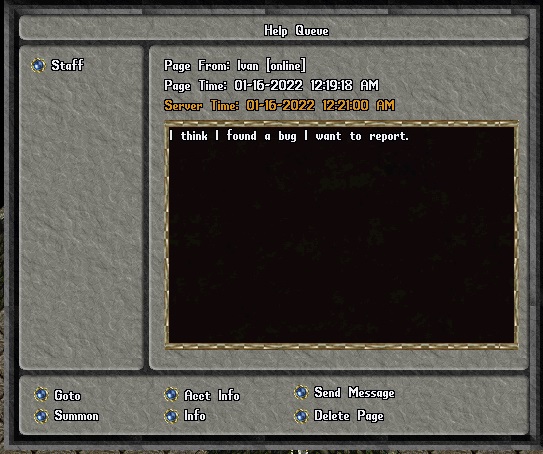 Help Queue
Staff
Page From: Ivan [online]
Page Time: 01-16-2022 12:19:18 AM
Server Time: 01-16-2022 12:21:00 AM
I think I found a bug I want to report.
Goto
Acct Info
Send Message
Summon
Info
Delete Page